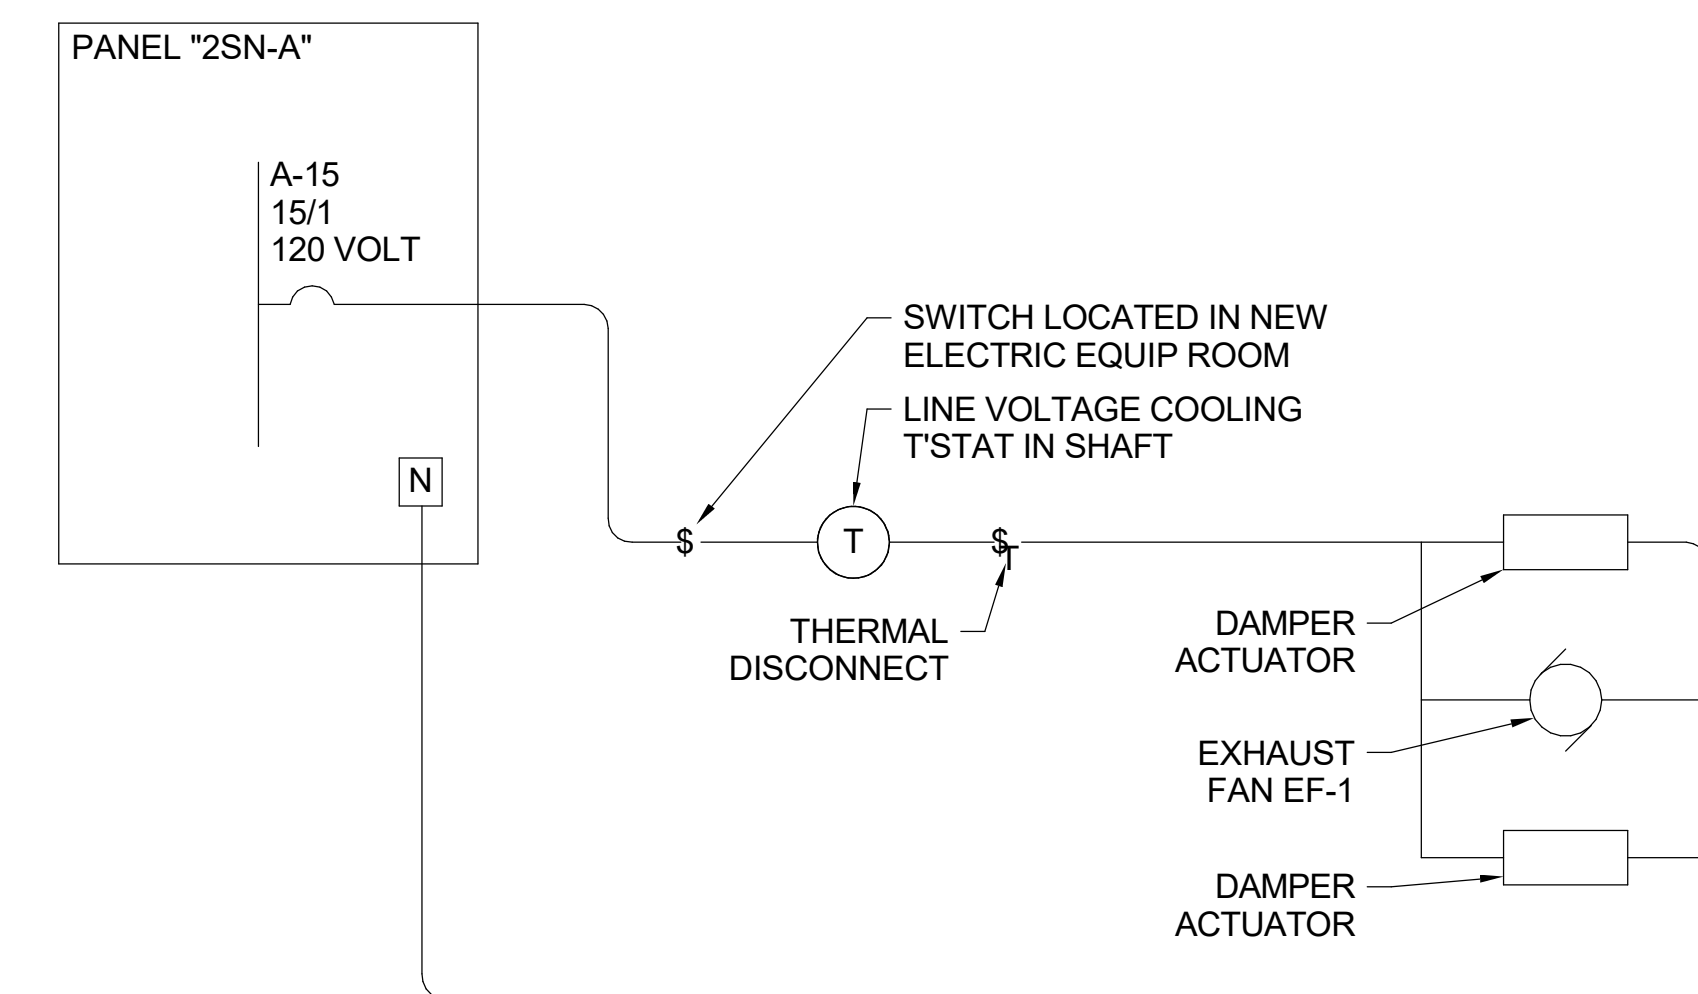 PANEL "2SN-A"
A-15
15/1
120 VOLT
SWITCH LOCATED IN NEW
ELECTRIC EQUIP ROOM
LINE VOLTAGE COOLING
T'STAT IN SHAFT
N
$
T
$
T
THERMAL
DISCONNECT
DAMPER
ACTUATOR
EXHAUST
FAN EF-1
DAMPER
ACTUATOR